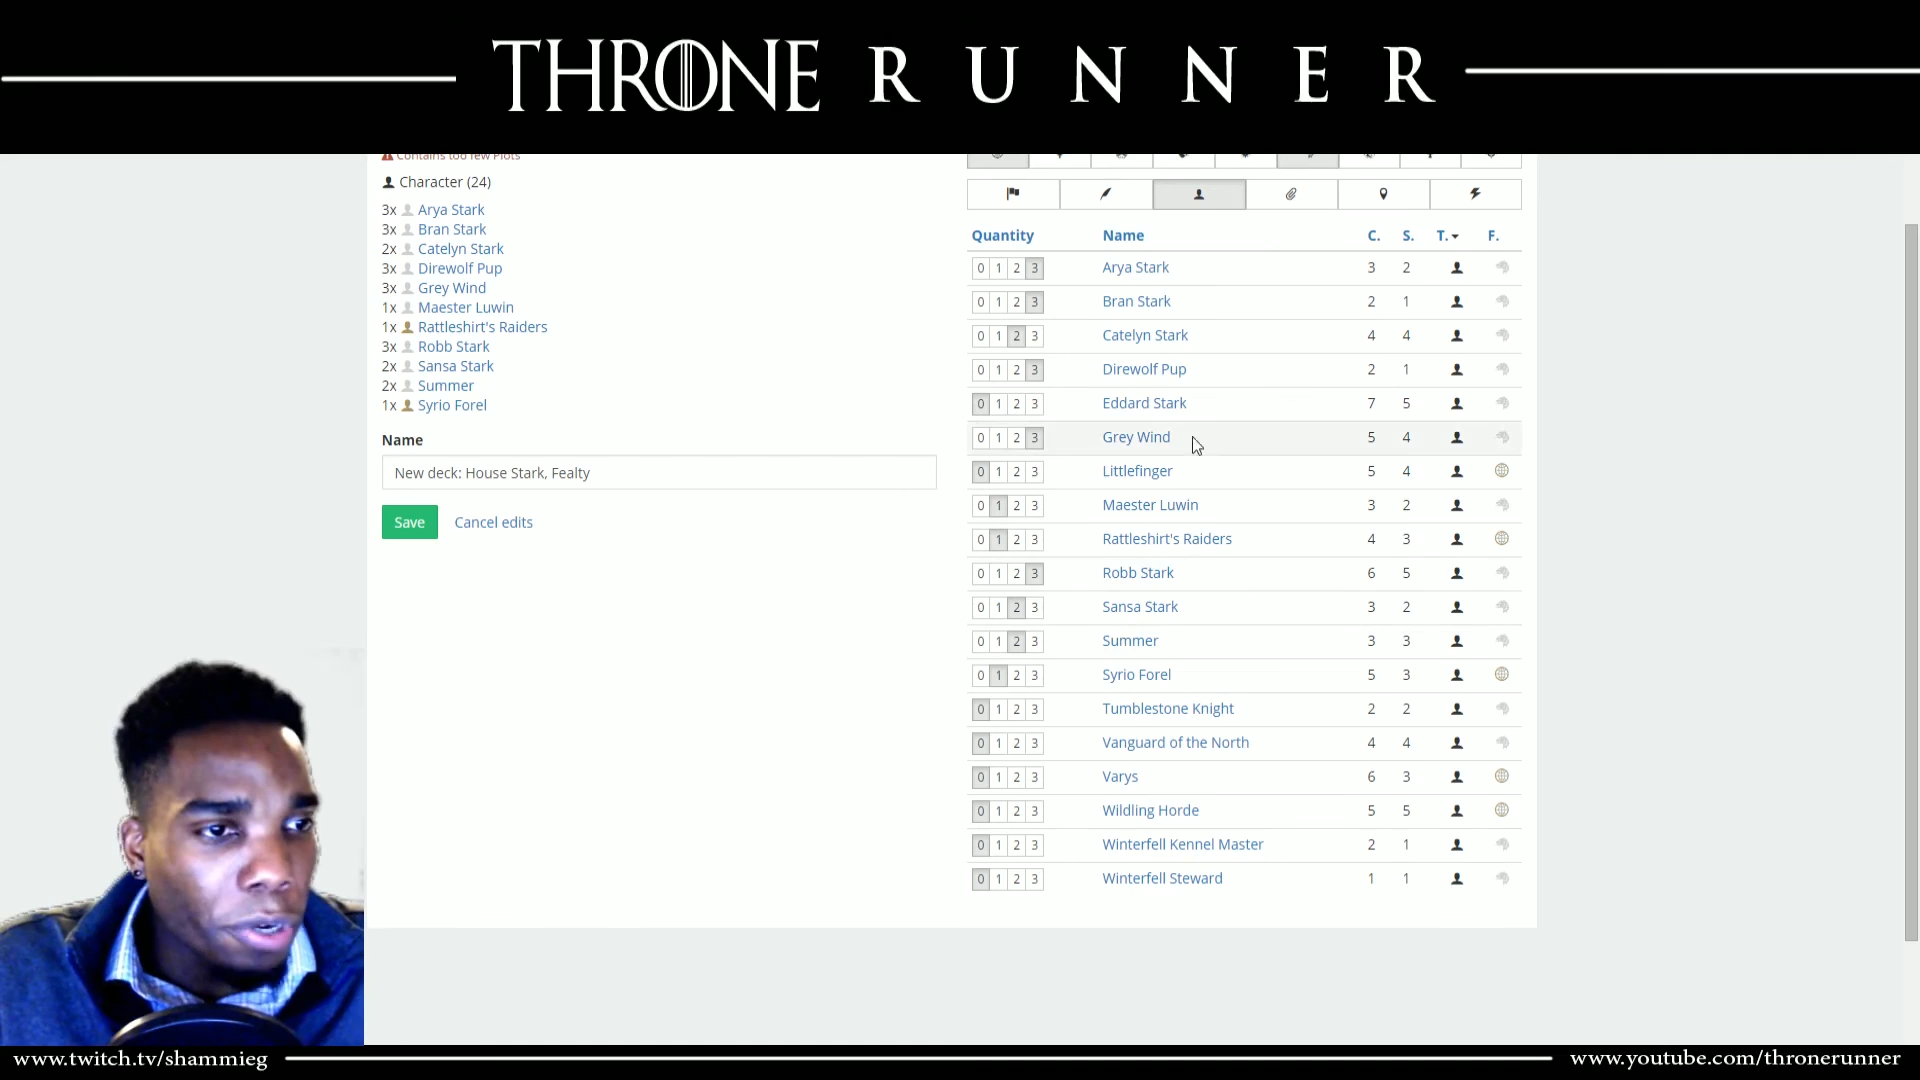 THRONE RUNNER
Contains too few Plots
Character (24)
3x Arya Stark
3x Bran Stark
2x Catelyn Stark
3x Direwolf Pup
3x Grey Wind
1x Maester Luwin
1x Rattleshirt's Raiders
3x Robb Stark
2x Sansa Stark
2x Summer
1x Syrio Forel
Name
New deck: House Stark, Fealty
Save Cancel edits
Quantity Name C. S. T. F.
0 1 2 3 Arya Stark 3 2
0 1 2 3 Bran Stark 2 1
0 1 2 3 Catelyn Stark 4 4
0 1 2 3 Direwolf Pup 2 1
0 1 2 3 Eddard Stark 7 5
0 1 2 3 Grey Wind 5 4
0 1 2 3 Littlefinger 5 4
0 1 2 3 Maester Luwin 3 2
0 1 2 3 Rattleshirt's Raiders 4 3
0 1 2 3 Robb Stark 6 5
0 1 2 3 Sansa Stark 3 2
0 1 2 3 Summer 3 3
0 1 2 3 Syrio Forel 5 3
0 1 2 3 Tumblestone Knight 2 2
0 1 2 3 Vanguard of the North 4 4
0 1 2 3 Varys 6 3
0 1 2 3 Wildling Horde 5 5
0 1 2 3 Winterfell Kennel Master 2 1
0 1 2 3 Winterfell Steward 1 1
www.twitch.tv/shammieg
www.youtube.com/thronerunner